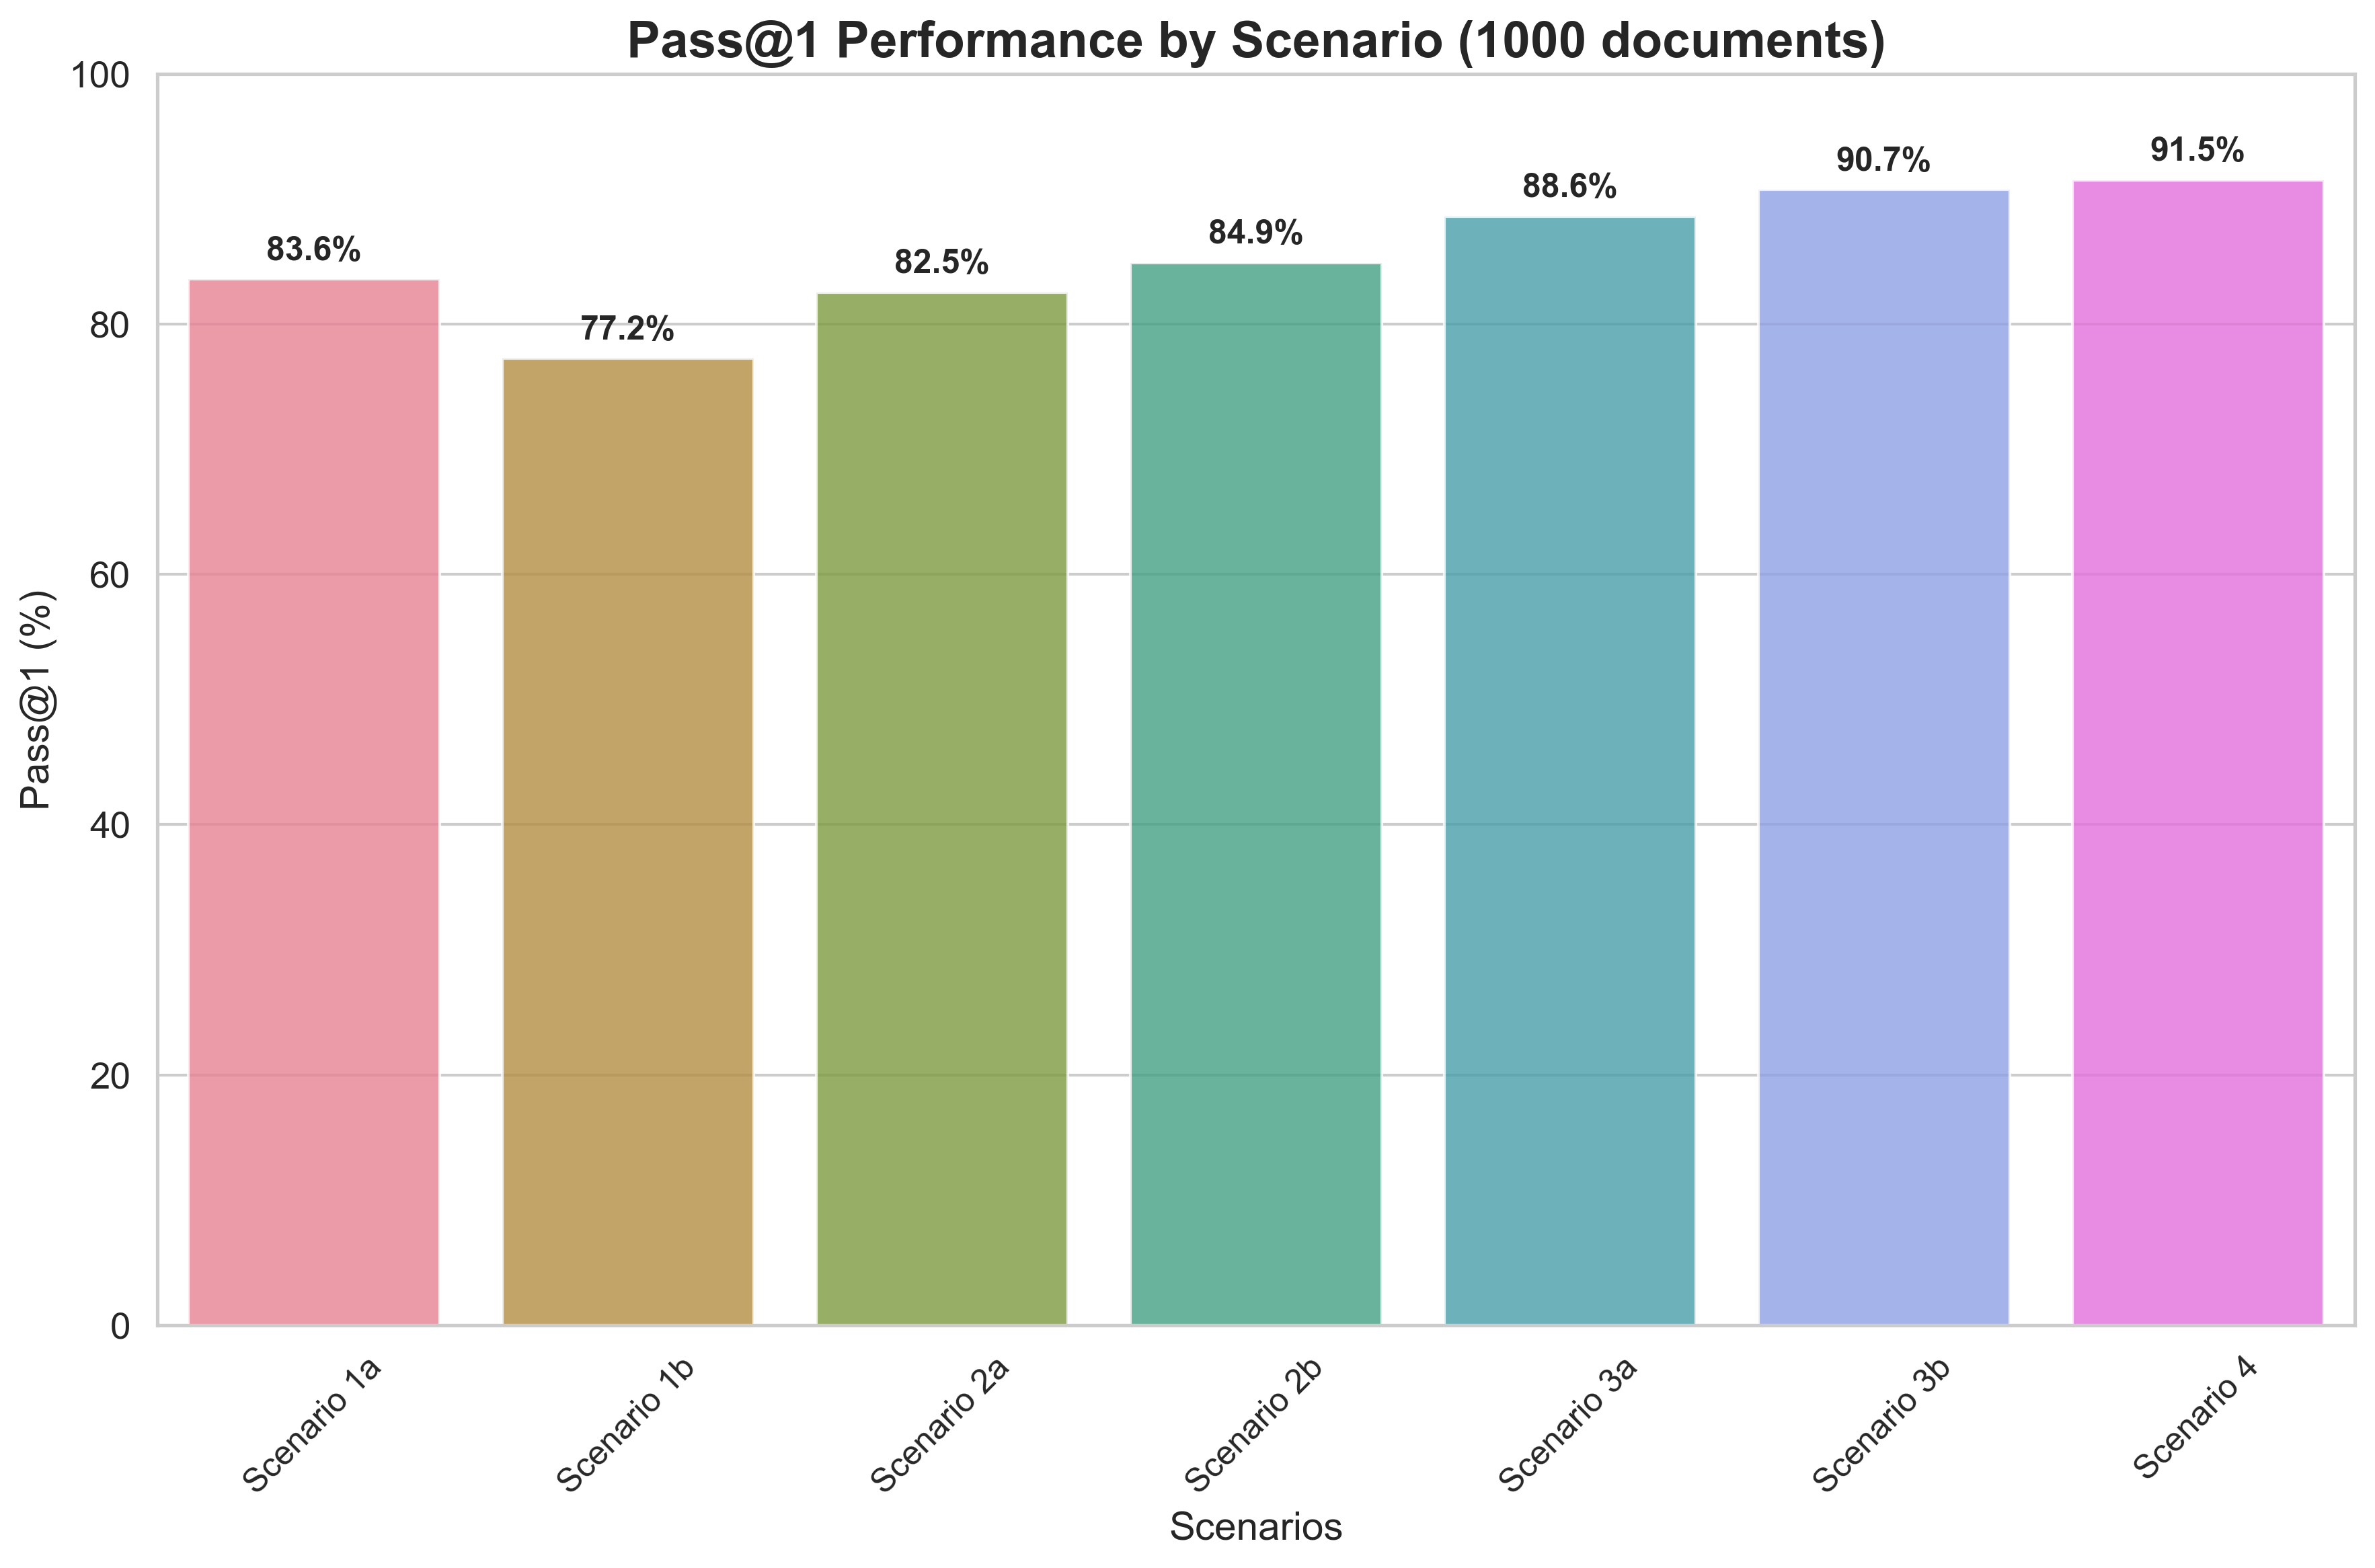 Pass@1 Performance by Scenario (1000 documents)
Pass@1 (%)
100
80
60
40
20
0
83.6%
77.2%
82.5%
84.9%
88.6%
90.7%
91.5%
Scenario 1a
Scenario 1b
Scenario 2a
Scenario 2b
Scenario 3a
Scenario 3b
Scenario 4
Scenarios